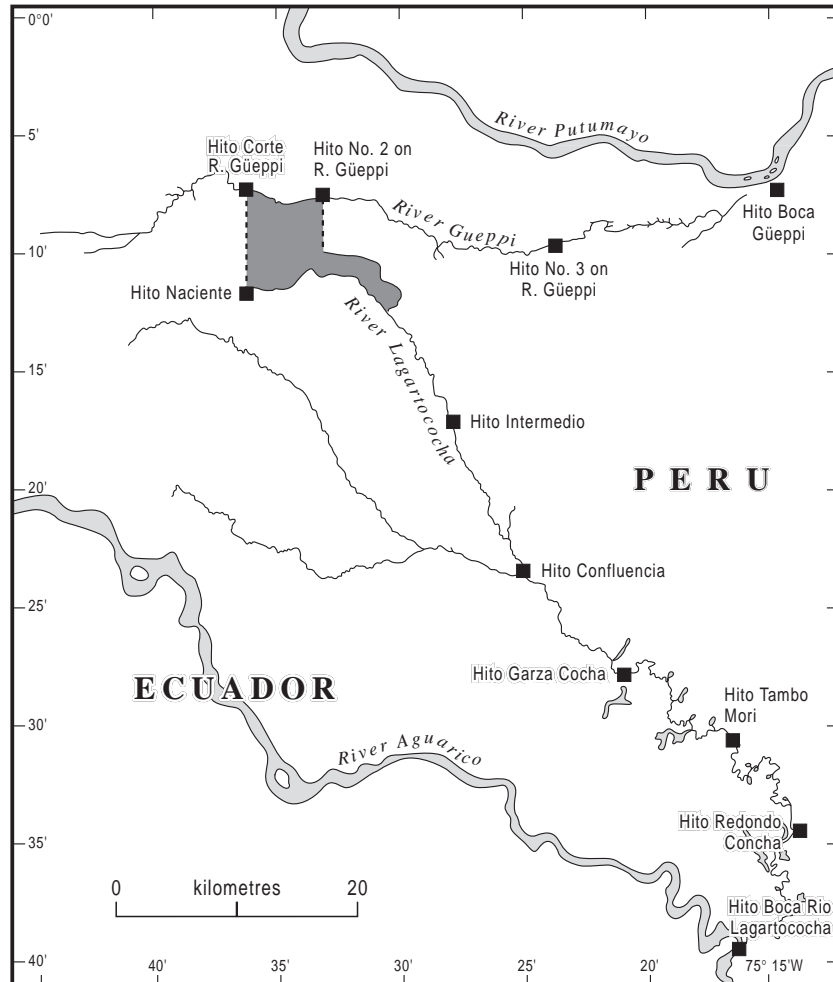 0°0'
5'
10'
15'
20'
25'
30'
35'
40'
River Putumayo
Hito Corte
R. Güeppi
Hito No. 2 on
R. Güeppi
River Gueppi
Hito Boca
Güeppi
Hito No. 3 on
R. Güeppi
Hito Naciente
River Lagartococha
Hito Intermedio
PERU
Hito Confluencia
ECUADOR
Hito Garza Cocha
Hito Tambo
Mori
River Aguarico
Hito Redondo
Concha
0 kilometres 20
Hito Boca Rio
Lagartococha
40' 35' 30' 25' 20' 75° 15'W